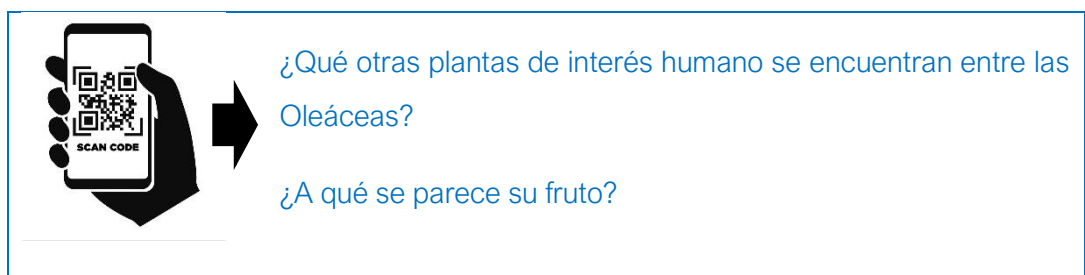 ¿Qué otras plantas de interés humano se encuentran entre las
Oleáceas?
¿A qué se parece su fruto?
SCAN CODE